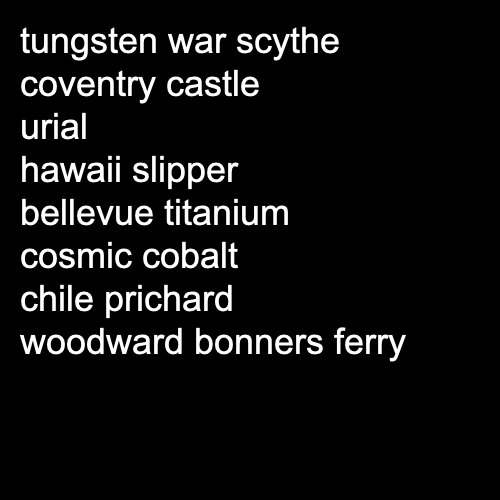 tungsten war scythe
coventry castle
urial
hawaii slipper
bellevue titanium
cosmic cobalt
chile prichard
woodward bonners ferry